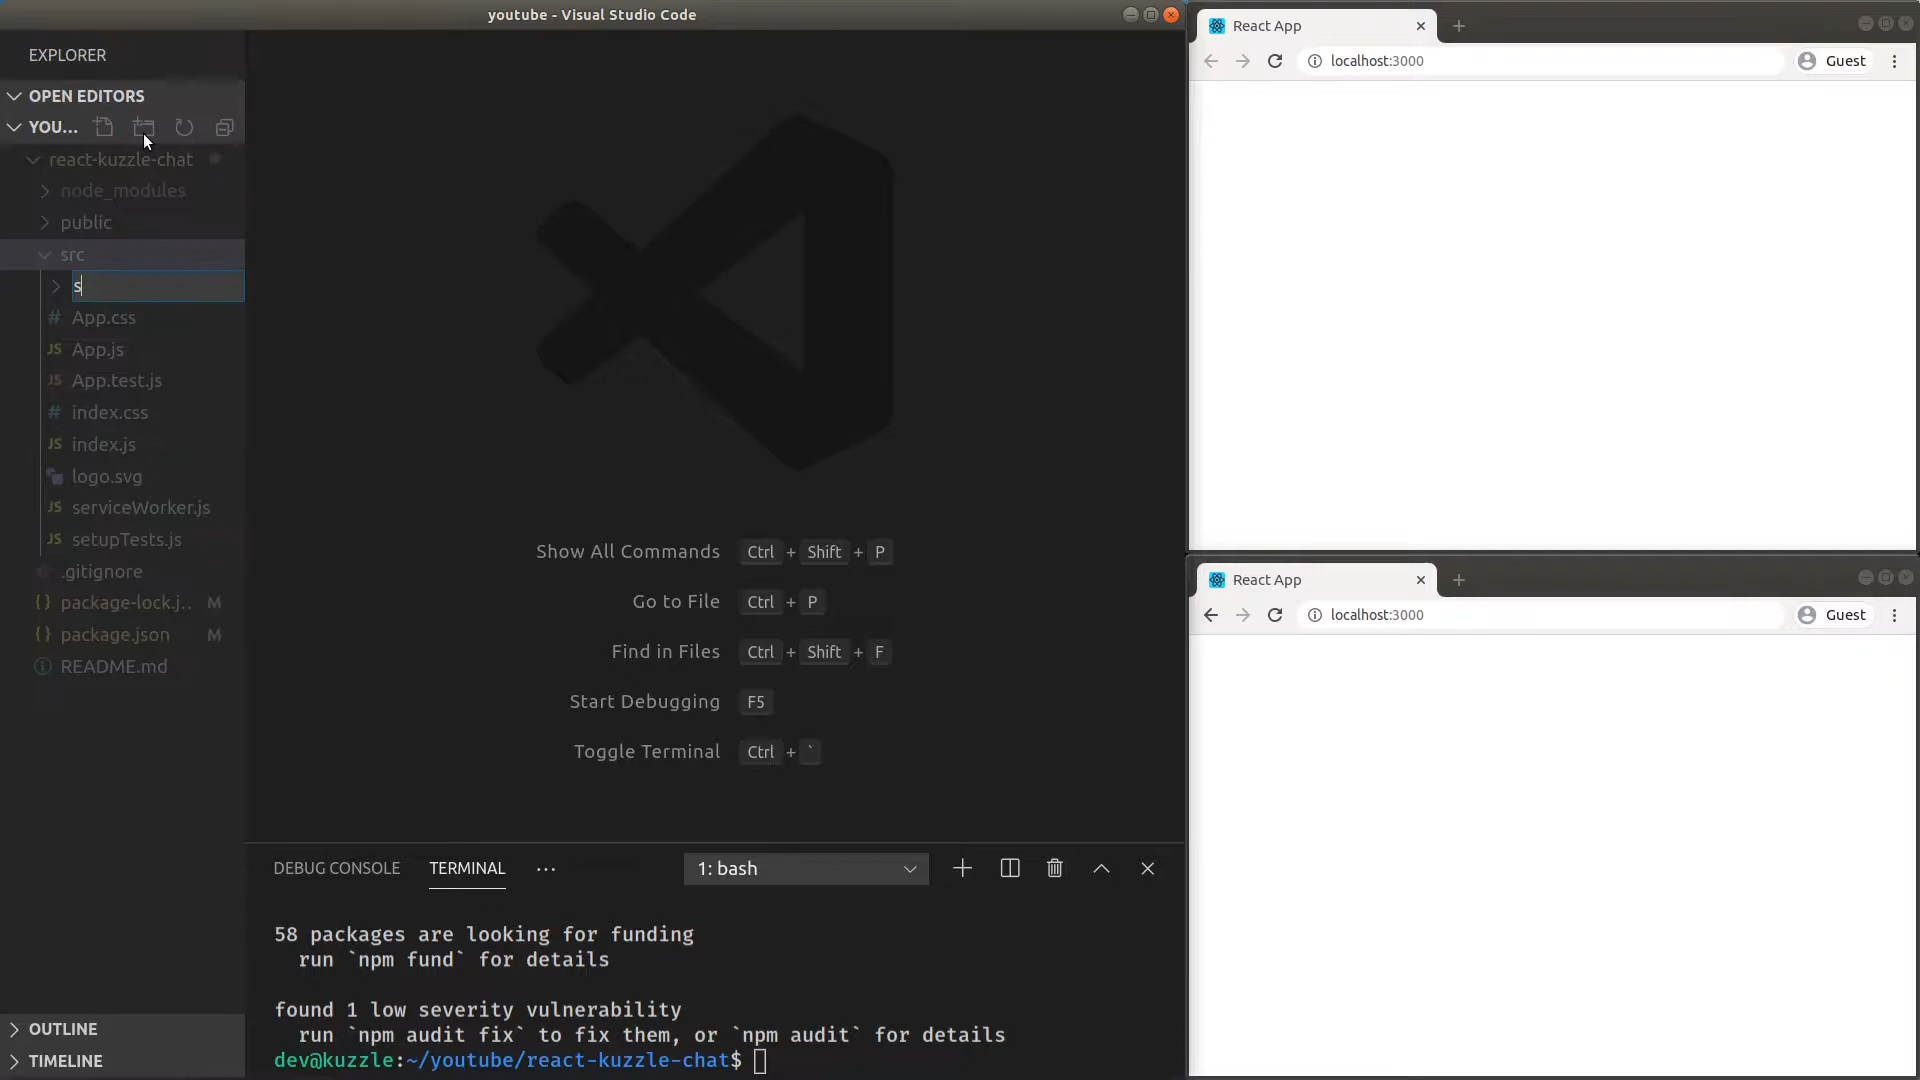 youtube - Visual Studio Code
EXPLORER
OPEN EDITORS
YOU...
react-kuzzle-chat
node_modules
public
src
s
# App.css
JS App.js
JS App.test.js
# index.css
JS index.js
logo.svg
JS serviceWorker.js
JS setupTests.js
.gitignore
{} package-lock.j.. M
{} package.json M
README.md
OUTLINE
TIMELINE
Show All Commands Ctrl + Shift + P
Go to File Ctrl + P
Find in Files Ctrl + Shift + F
Start Debugging F5
Toggle Terminal Ctrl + `
DEBUG CONSOLE TERMINAL ... 1: bash
58 packages are looking for funding
run `npm fund` for details
found 1 low severity vulnerability
run `npm audit fix` to fix them, or `npm audit` for details
dev@kuzzle:~/youtube/react-kuzzle-chat$
React App
localhost:3000 Guest
React App
localhost:3000 Guest